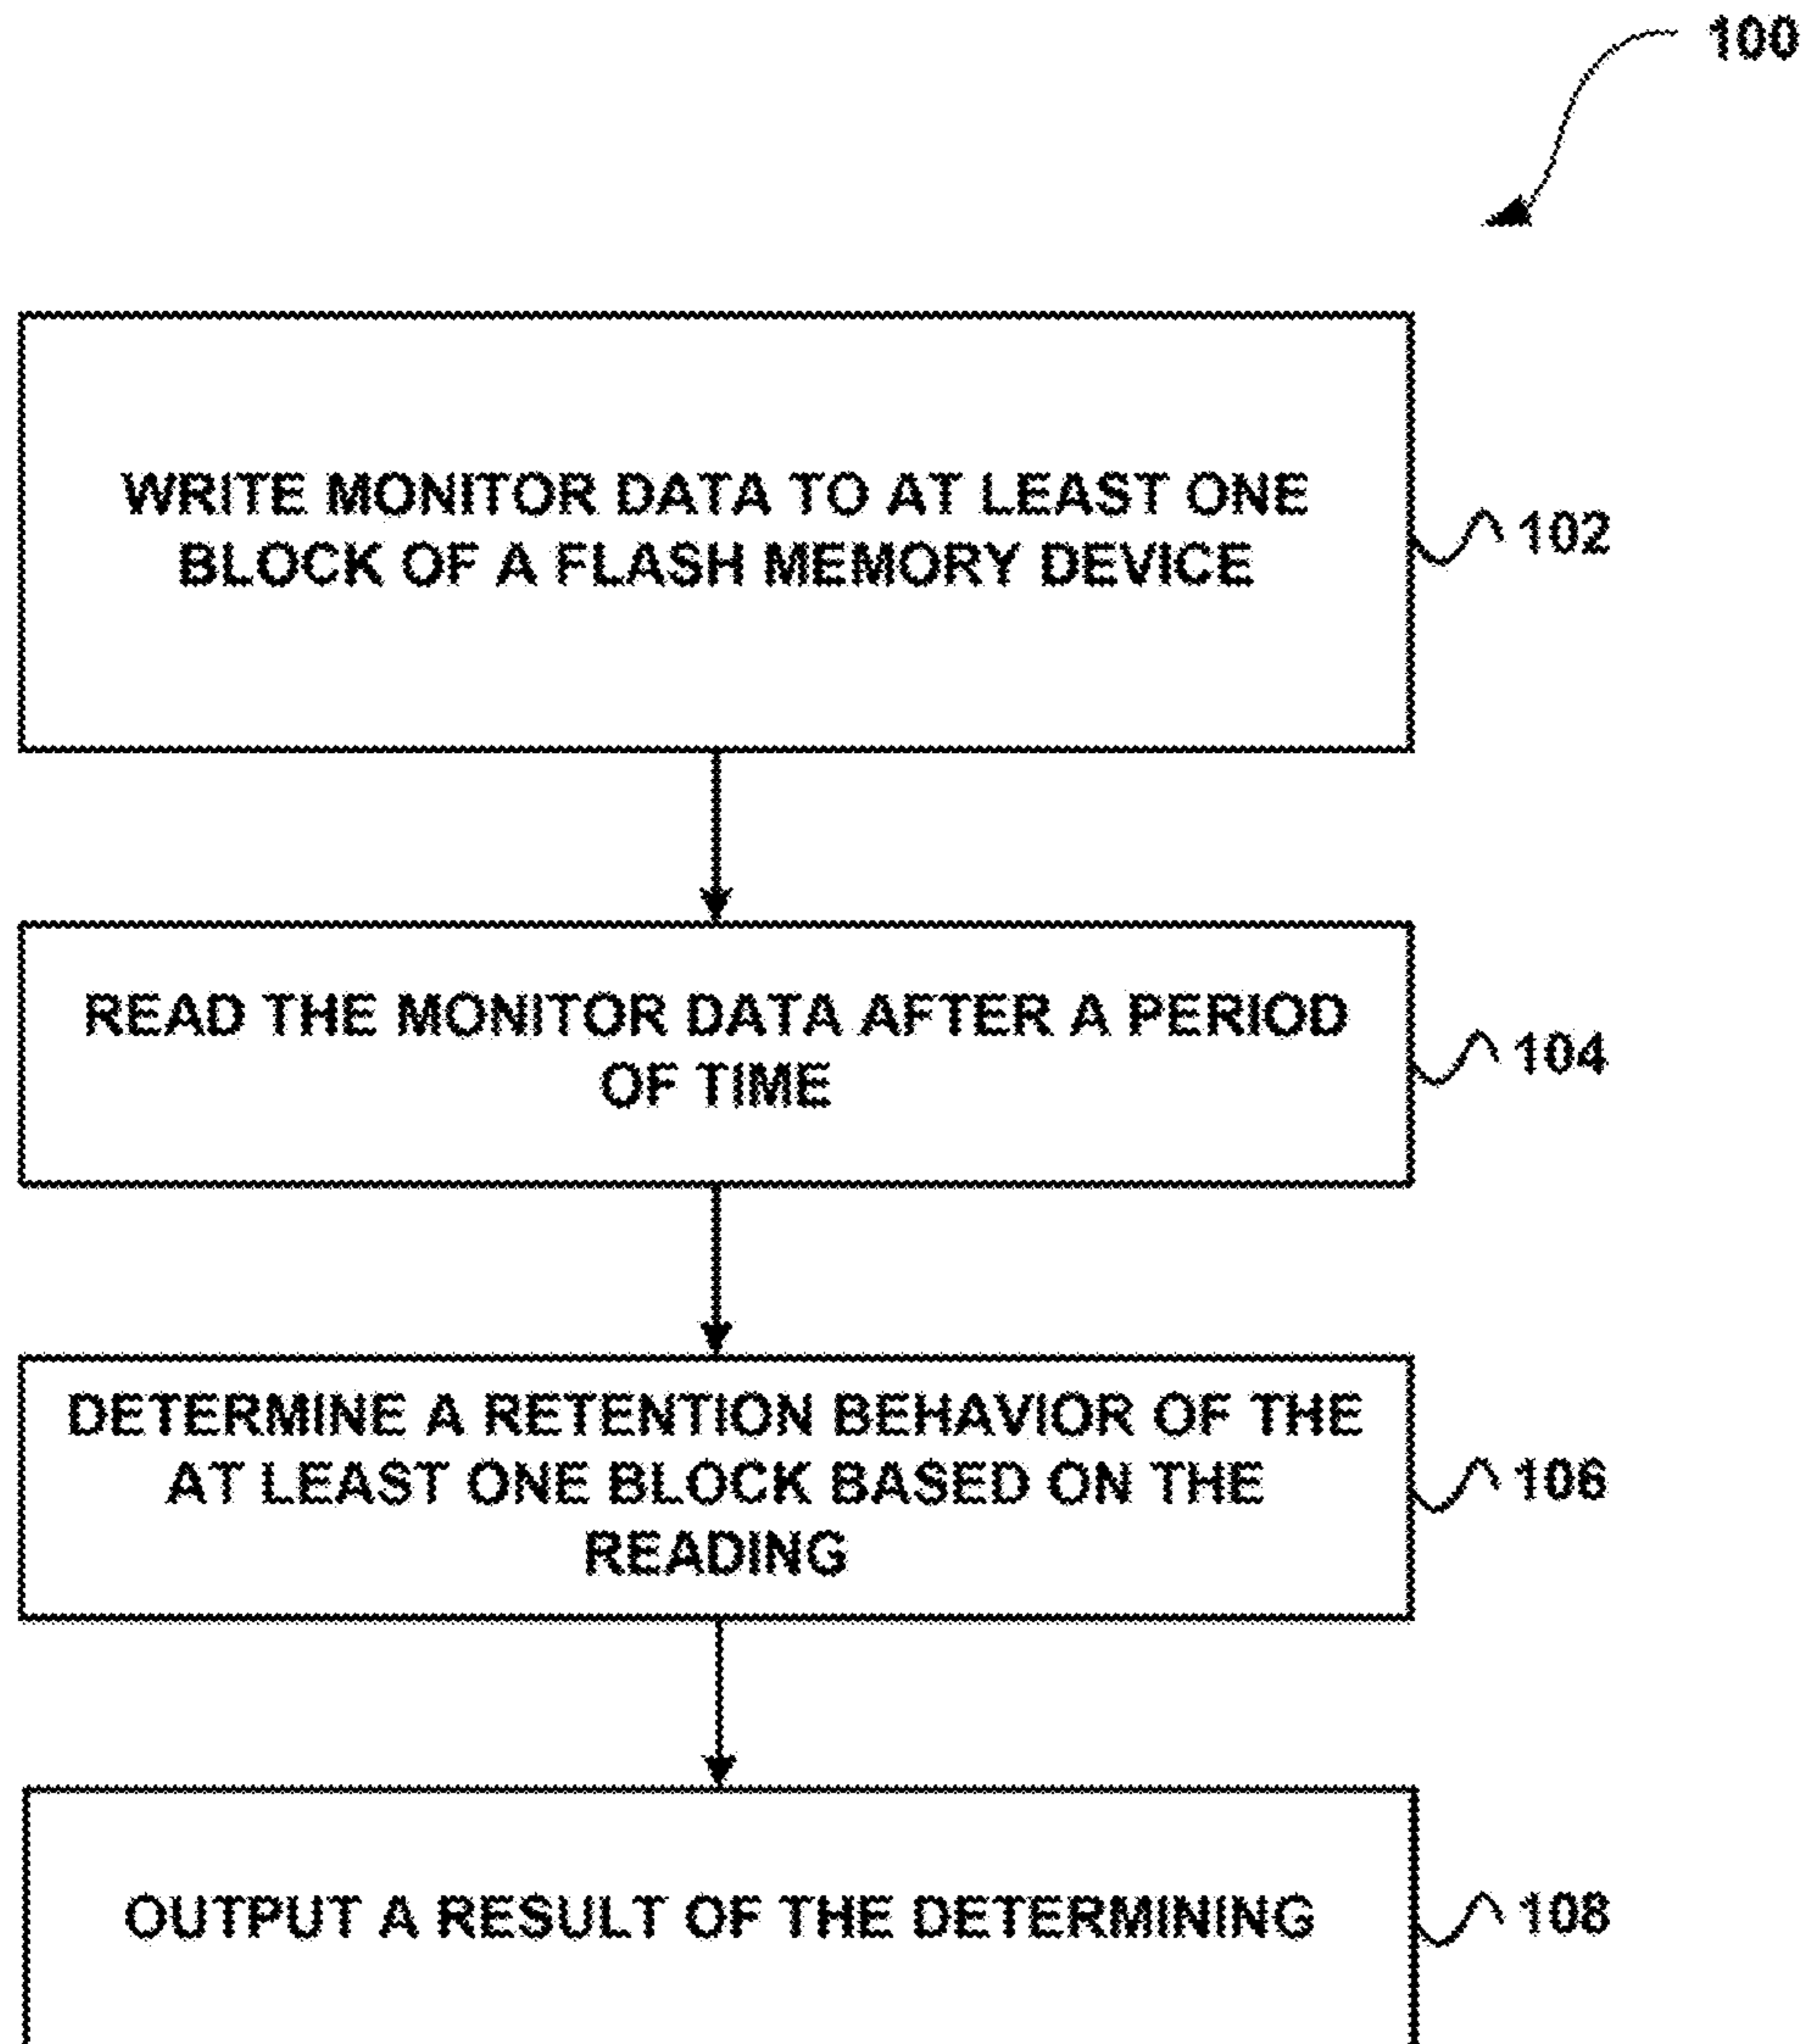 100
WRITE MONITOR DATA TO AT LEAST ONE
BLOCK OF A FLASH MEMORY DEVICE
102
READ THE MONITOR DATA AFTER A PERIOD
OF TIME
104
DETERMINE A RETENTION BEHAVIOR OF THE
AT LEAST ONE BLOCK BASED ON THE
READING
106
OUTPUT A RESULT OF THE DETERMINING
108